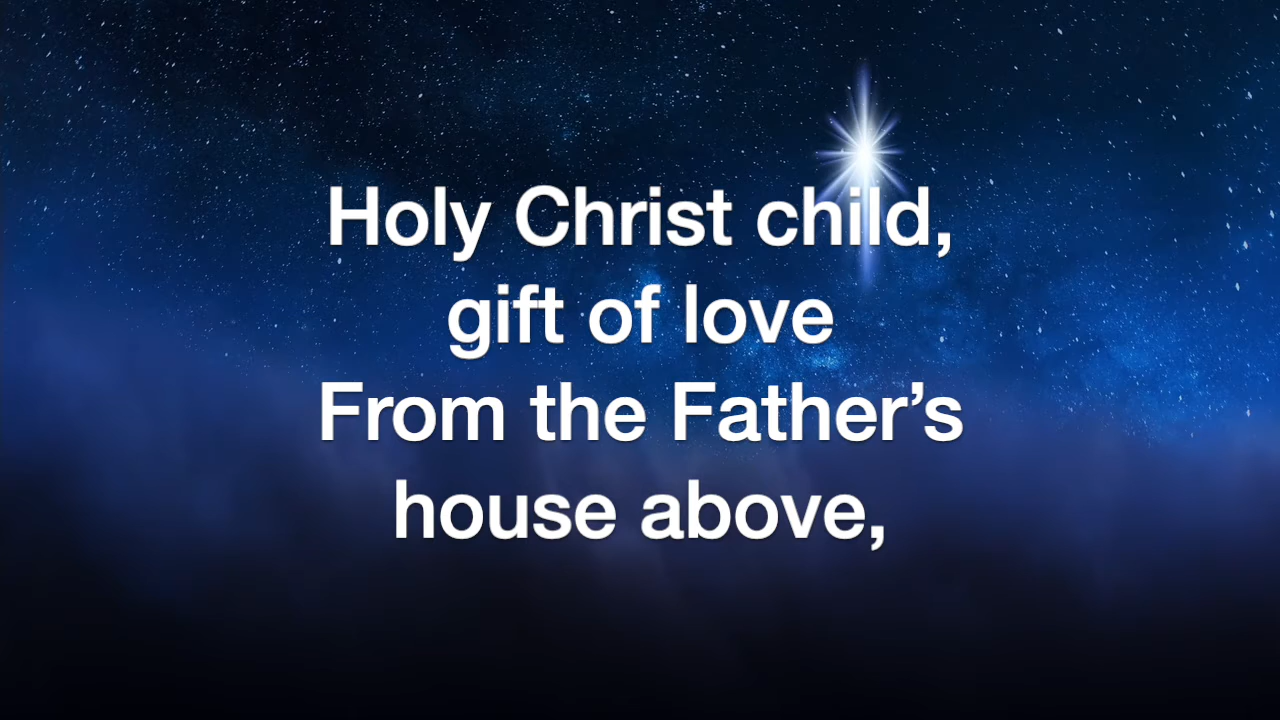 Holy Christ child,
gift of love
From the Father’s
house above,